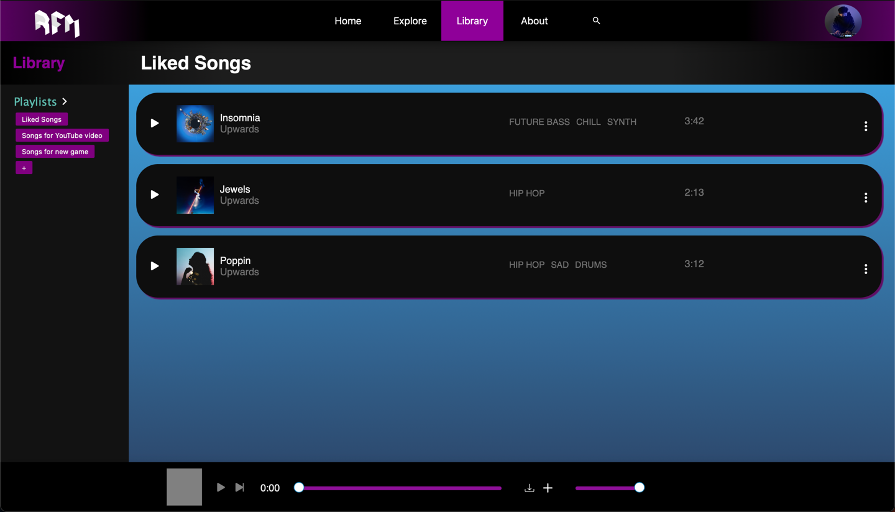 RFM
Home Explore Library About
Library
Liked Songs
Playlists
Liked Songs
Songs for YouTube video
Songs for new game
+
Insomnia
Upwards
FUTURE BASS CHILL SYNTH 3:42
Jewels
Upwards
HIP HOP 2:13
Poppin
Upwards
HIP HOP SAD DRUMS 3:12
0:00